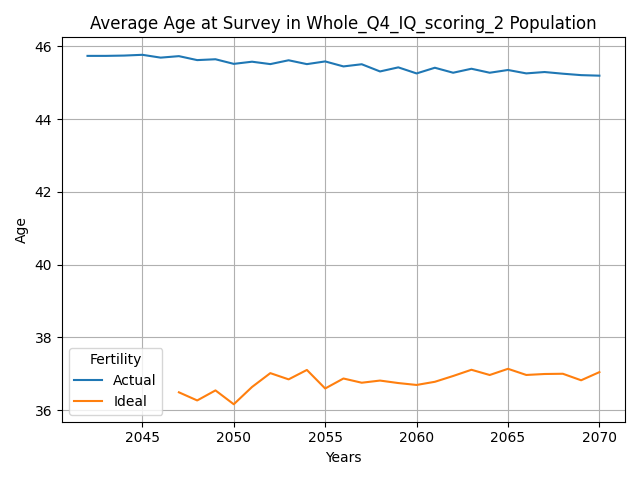 Average Age at Survey in Whole_Q4_IQ_scoring_2 Population
46
44
42
40
38
36
Age
Fertility
Actual
Ideal
2045 2050 2055 2060 2065 2070
Years